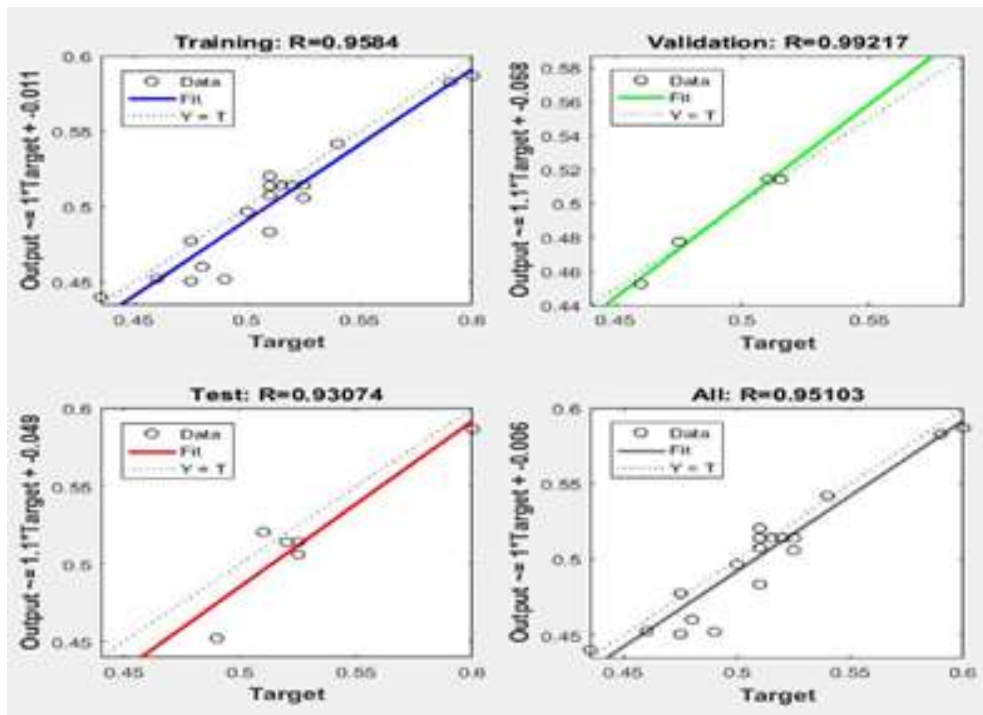 Training: R=0.9584
Output ~= 1*Target + -0.011
0.6
0.55
0.5
0.45
Data
Fit
Y = T
0.45 0.5 0.55 0.6
Target
Validation: R=0.99217
Output ~= 1.1*Target + -0.068
0.58
0.56
0.54
0.52
0.5
0.48
0.46
0.44
Data
Fit
Y = T
0.45 0.5 0.55
Target
Test: R=0.93074
Output ~= 1.1*Target + -0.049
0.6
0.55
0.5
0.45
Data
Fit
Y = T
0.45 0.5 0.55 0.6
Target
All: R=0.95103
Output ~= 1*Target + -0.006
0.6
0.55
0.5
0.45
Data
Fit
Y = T
0.45 0.5 0.55 0.6
Target